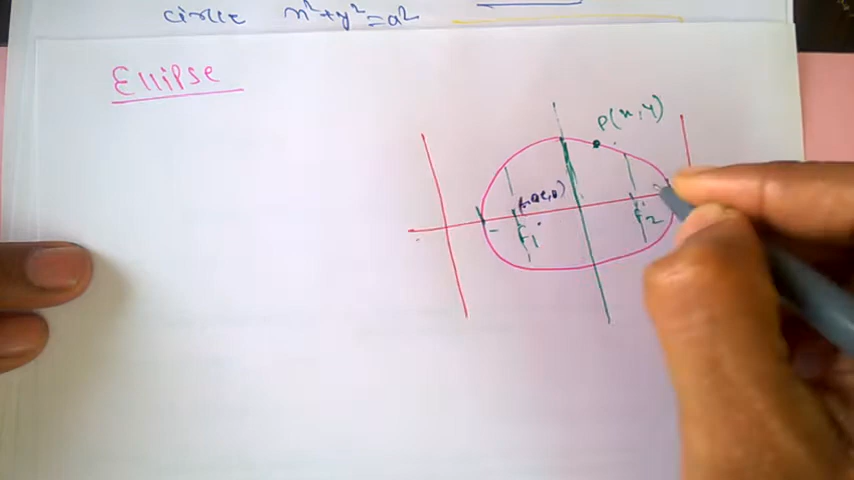 circle x²+y²=a²
Ellipse
P(x,y)
(-ae,0)
F1
F2